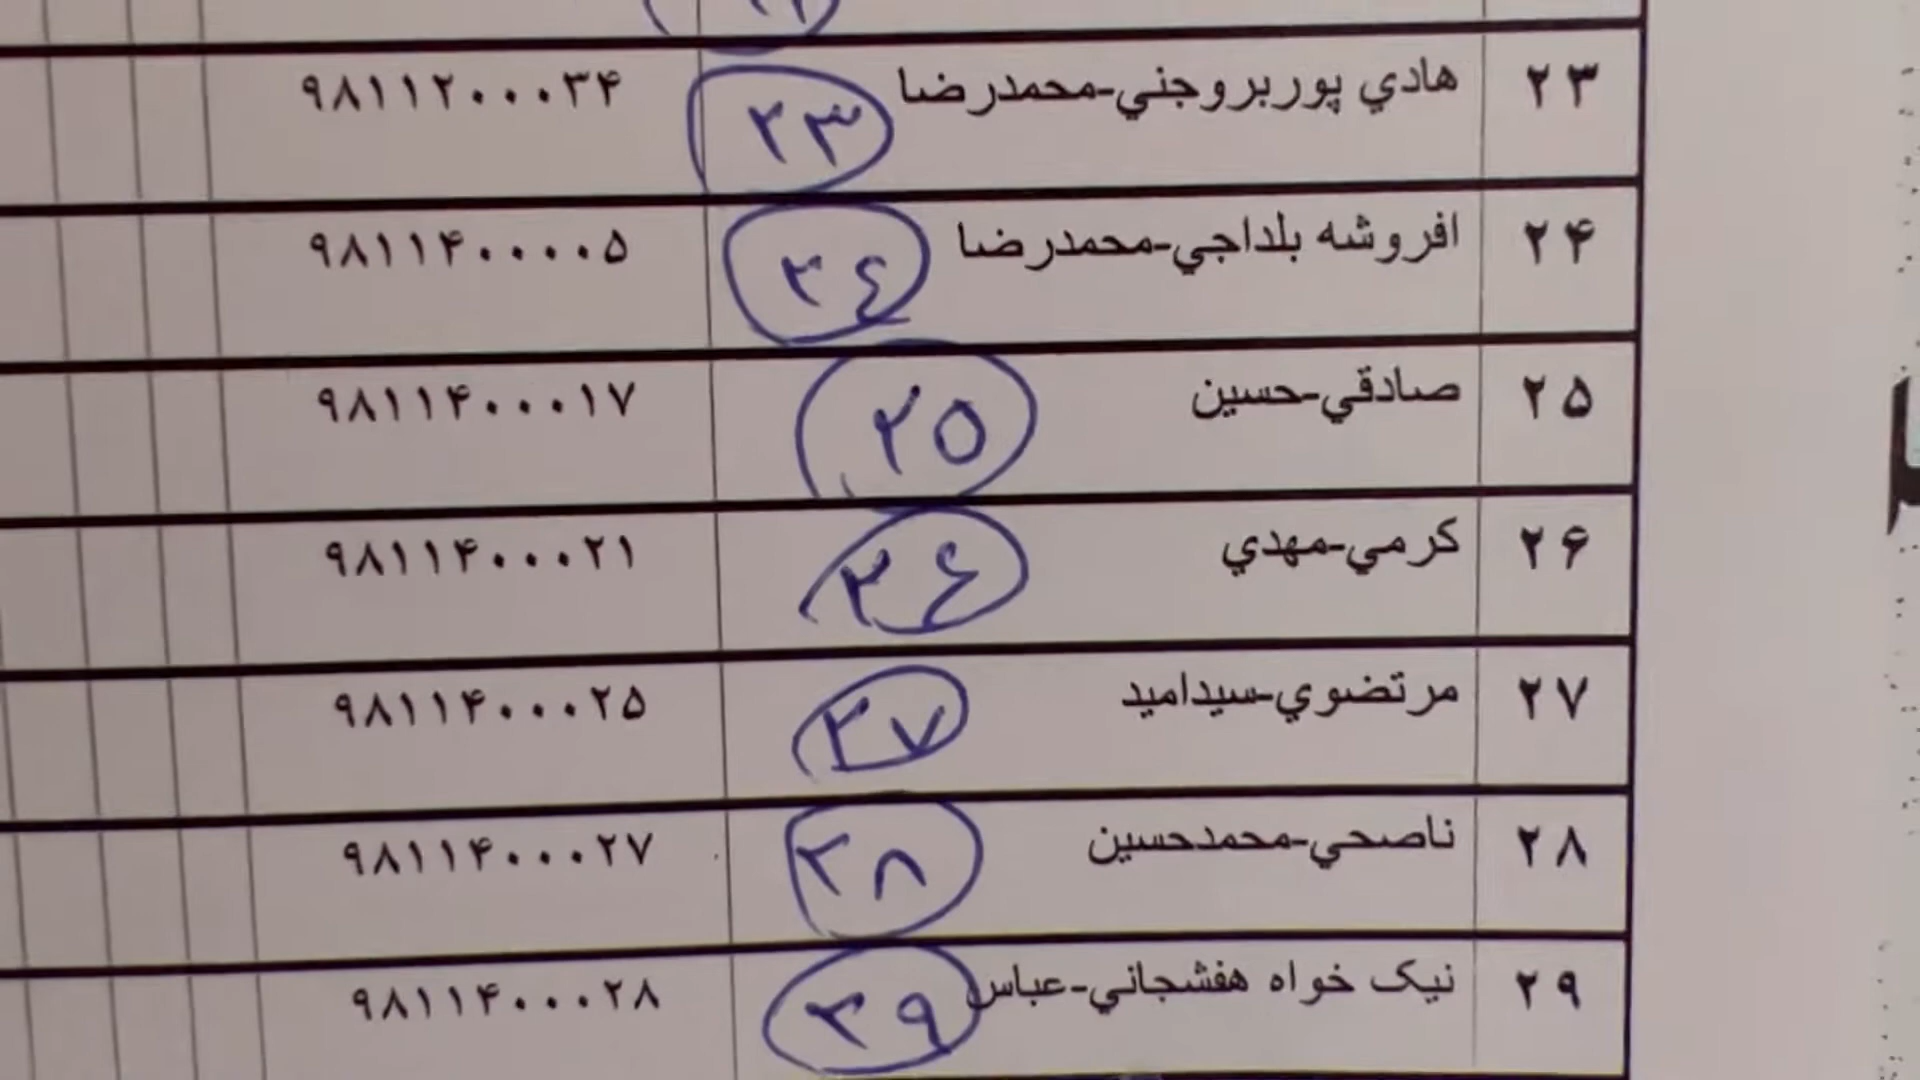 ۲۳ هادي پوربروجني-محمدرضا ۲۳ ۹۸۱۱۲۰۰۰۳۴
۲۴ افروشه بلداجي-محمدرضا ۲٤ ۹۸۱۱۴۰۰۰۰۵
۲۵ صادقي-حسين ۲۵ ۹۸۱۱۴۰۰۰۱۷
۲۶ کرمي-مهدي ۲۶ ۹۸۱۱۴۰۰۰۲۱
۲۷ مرتضوي-سيداميد ۲۷ ۹۸۱۱۴۰۰۰۲۵
۲۸ ناصحي-محمدحسين ۲۸ ۹۸۱۱۴۰۰۰۲۷
۲۹ نيک خواه هفشجاني-عباس ۲۹ ۹۸۱۱۴۰۰۰۲۸